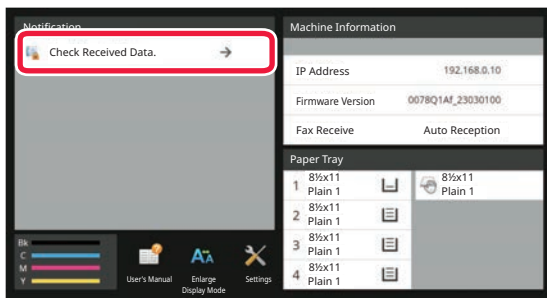 Notification
Check Received Data.
Machine Information
IP Address 192.168.0.10
Firmware Version 0078Q1Af_23030100
Fax Receive Auto Reception
Paper Tray
1 8½x11
Plain 1
8½x11
Plain 1
2 8½x11
Plain 1
3 8½x11
Plain 1
4 8½x11
Plain 1
Bk
C
M
Y
User's Manual
Enlarge
Display Mode
Settings